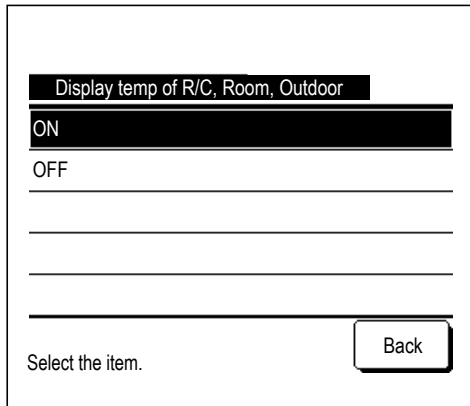 Display temp of R/C, Room, Outdoor
ON
OFF
Select the item.
Back